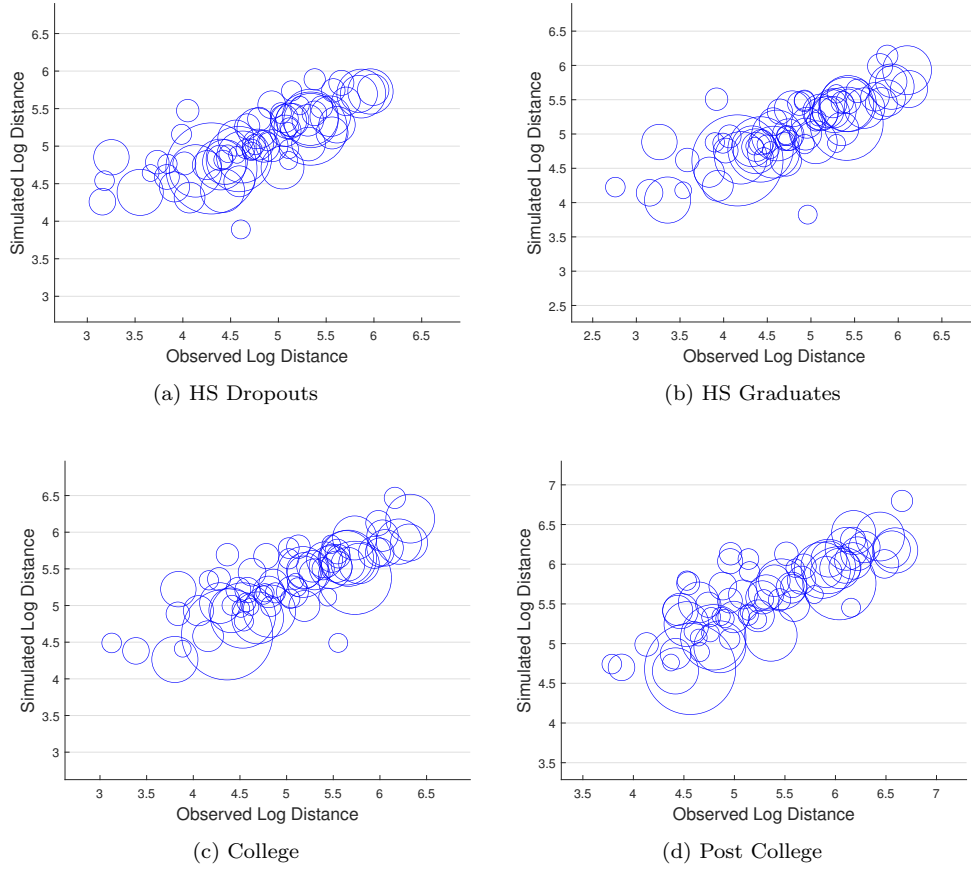 6.5
6
5.5
5
4.5
4
3.5
3
Simulated Log Distance
3 3.5 4 4.5 5 5.5 6 6.5
Observed Log Distance
(a) HS Dropouts
6.5
6
5.5
5
4.5
4
3.5
3
2.5
Simulated Log Distance
2.5 3 3.5 4 4.5 5 5.5 6 6.5
Observed Log Distance
(b) HS Graduates
6.5
6
5.5
5
4.5
4
3.5
3
Simulated Log Distance
3 3.5 4 4.5 5 5.5 6 6.5
Observed Log Distance
(c) College
7
6.5
6
5.5
5
4.5
4
3.5
Simulated Log Distance
3.5 4 4.5 5 5.5 6 6.5 7
Observed Log Distance
(d) Post College